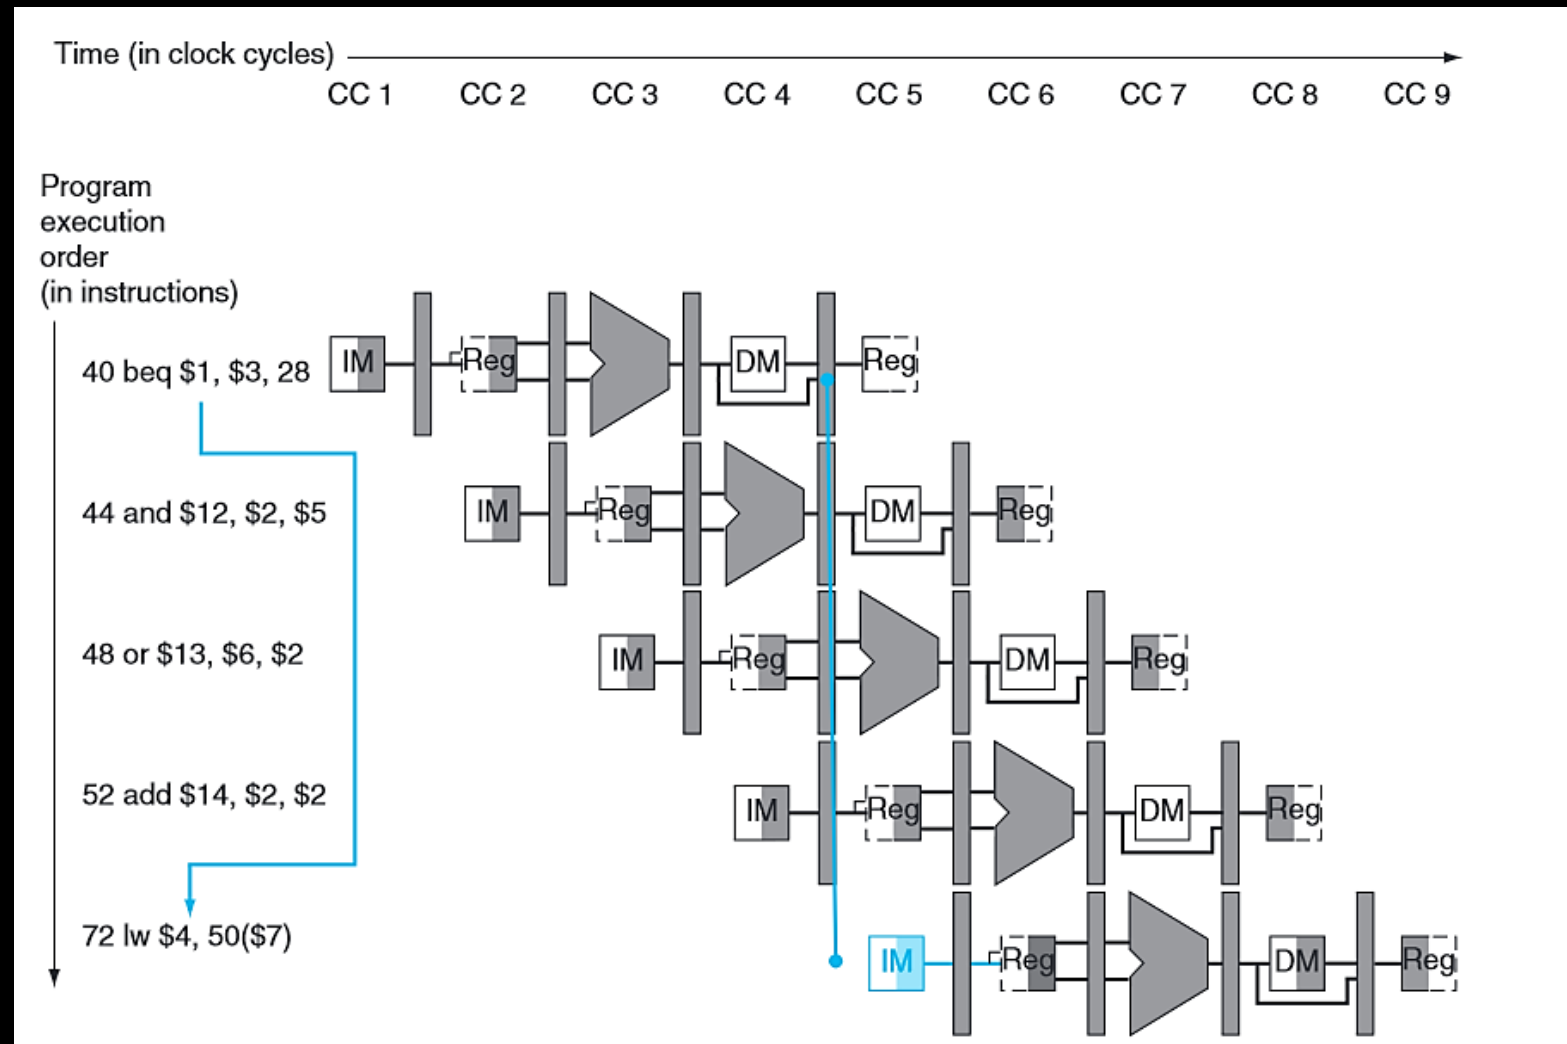 Time (in clock cycles)
CC 1 CC 2 CC 3 CC 4 CC 5 CC 6 CC 7 CC 8 CC 9
Program
execution
order
(in instructions)
40 beq $1, $3, 28
IM Reg DM Reg
44 and $12, $2, $5
IM Reg DM Reg
48 or $13, $6, $2
IM Reg DM Reg
52 add $14, $2, $2
IM Reg DM Reg
72 lw $4, 50($7)
IM Reg DM Reg